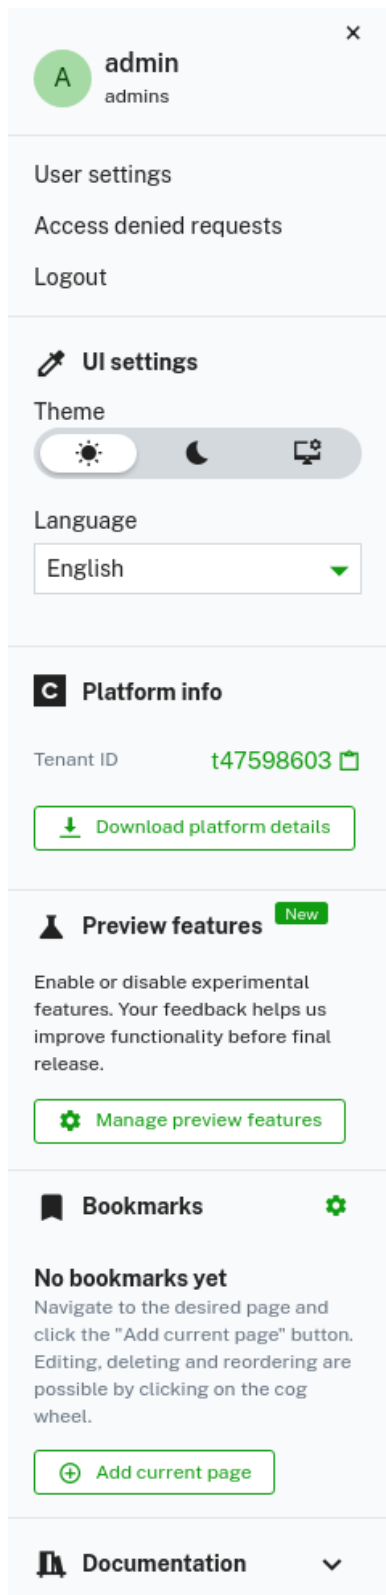 A
admin
admins
User settings
Access denied requests
Logout
UI settings
Theme
Language
English
C
Platform info
Tenant ID
t47598603
Download platform details
Preview features
New
Enable or disable experimental
features. Your feedback helps us
improve functionality before final
release.
Manage preview features
Bookmarks
No bookmarks yet
Navigate to the desired page and
click the "Add current page" button.
Editing, deleting and reordering are
possible by clicking on the cog
wheel.
Add current page
Documentation